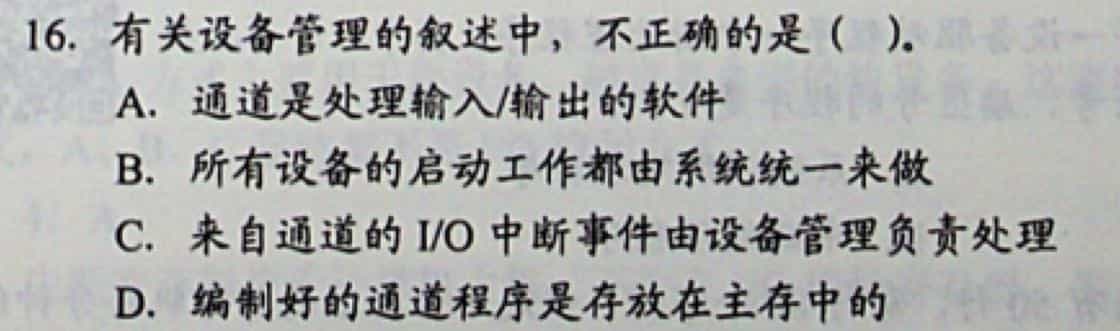 16. 有关设备管理的叙述中，不正确的是（ ）。
A. 通道是处理输入/输出的软件
B. 所有设备的启动工作都由系统统一来做
C. 来自通道的 I/O 中断事件由设备管理负责处理
D. 编制好的通道程序是存放在主存中的